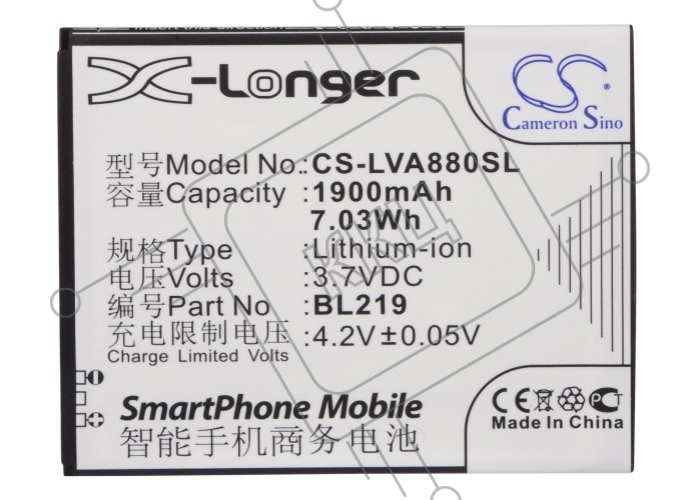 X-Longer
CS
Cameron Sino
型号Model No.:CS-LVA880SL
容量Capacity :1900mAh
7.03Wh
规格Type :Lithium-ion
电压Volts :3.7VDC
编号Part No. :BL219
充电限制电压 :4.2V±0.05V
Charge Limited Volts
SmartPhone Mobile
智能手机商务电池
CE PCT
Made In China
ККЦ